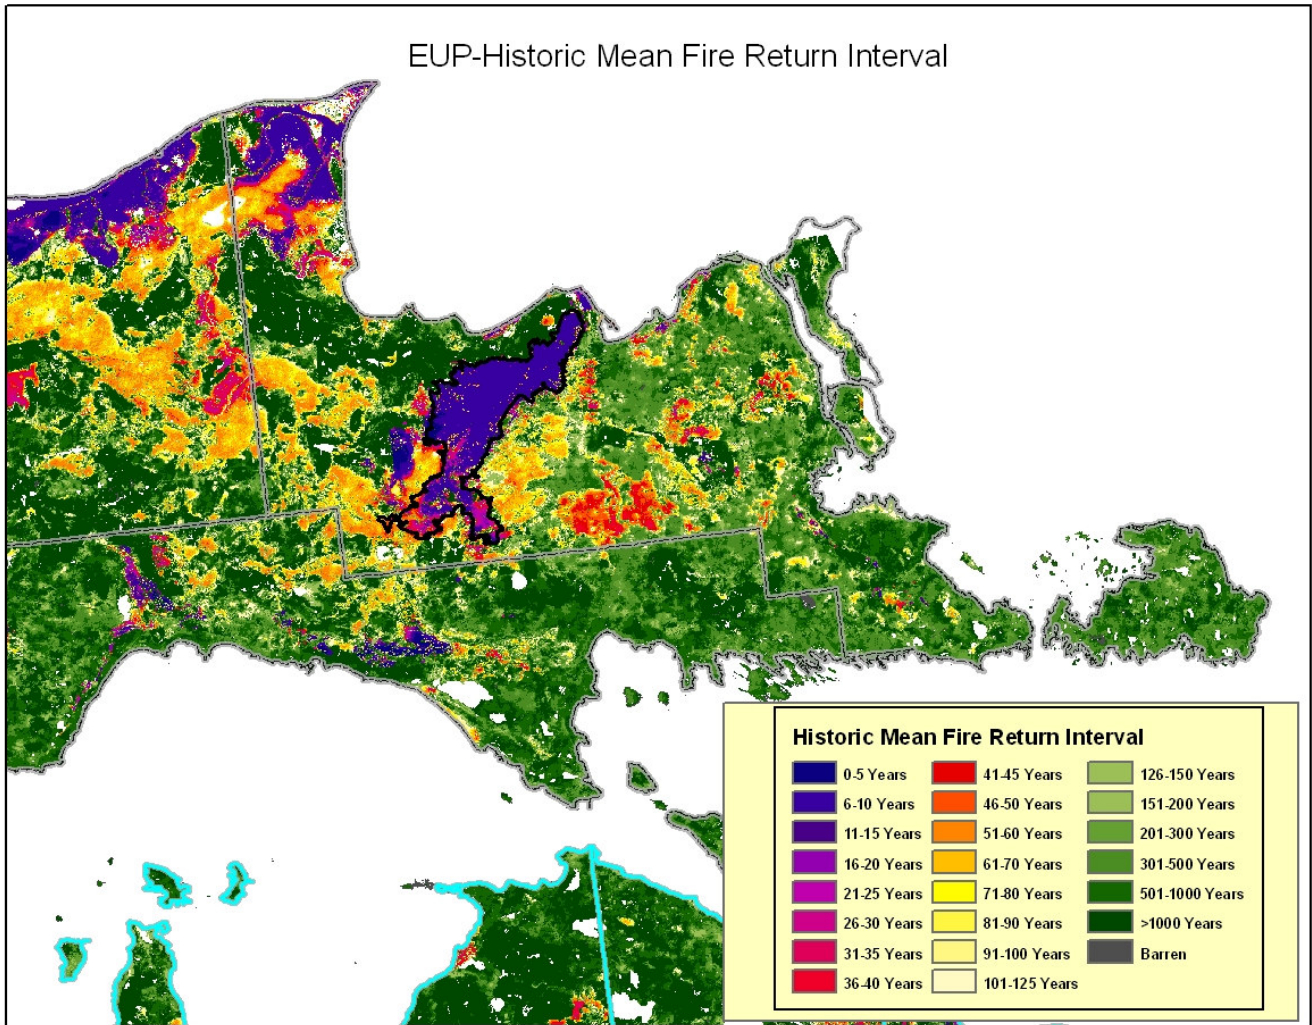 EUP-Historic Mean Fire Return Interval
Historic Mean Fire Return Interval
0-5 Years
6-10 Years
11-15 Years
16-20 Years
21-25 Years
26-30 Years
31-35 Years
36-40 Years
41-45 Years
46-50 Years
51-60 Years
61-70 Years
71-80 Years
81-90 Years
91-100 Years
101-125 Years
126-150 Years
151-200 Years
201-300 Years
301-500 Years
501-1000 Years
>1000 Years
Barren